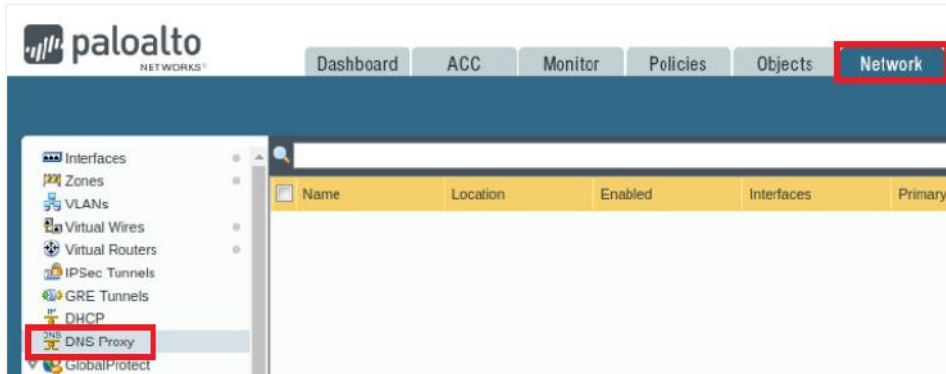 paloalto
NETWORKS®
Dashboard ACC Monitor Policies Objects Network
Interfaces
Zones
VLANs
Virtual Wires
Virtual Routers
IPSec Tunnels
GRE Tunnels
DHCP
DNS Proxy
GlobalProtect
Name Location Enabled Interfaces Primary